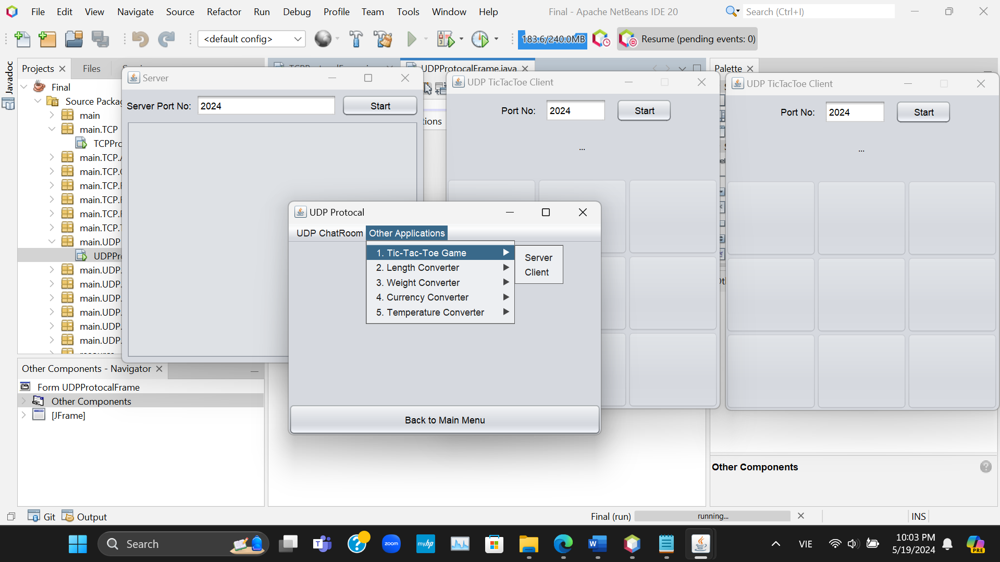 File Edit View Navigate Source Refactor Run Debug Profile Team Tools Window Help Final - Apache NetBeans IDE 20 Search (Ctrl+I)
<default config> 183.6/240.0MB Resume (pending events: 0)
Javadoc
Projects Files UDPProtocalFrame.java Palette
Final
Source Packag
main
main.TCP
TCPPro
main.TCP.
main.TCP.
main.TCP.
main.TCP.
main.TCP.
main.TCP.
main.UDP
UDPPr
main.UDP.
main.UDP.
main.UDP.
main.UDP.
main.UDP.
main.UDP.
Server
Server Port No: 2024 Start
tions
UDP TicTacToe Client
Port No: 2024 Start
...
UDP TicTacToe Client
Port No: 2024 Start
...
UDP Protocal
UDP ChatRoom Other Applications
1. Tic-Tac-Toe Game
2. Length Converter
3. Weight Converter
4. Currency Converter
5. Temperature Converter
Server
Client
Back to Main Menu
Other Components - Navigator
Form UDPProtocalFrame
Other Components
[JFrame]
Other Components
Git Output Final (run) running... INS
Search
zoom
myhp
VIE
10:03 PM
5/19/2024
PRE